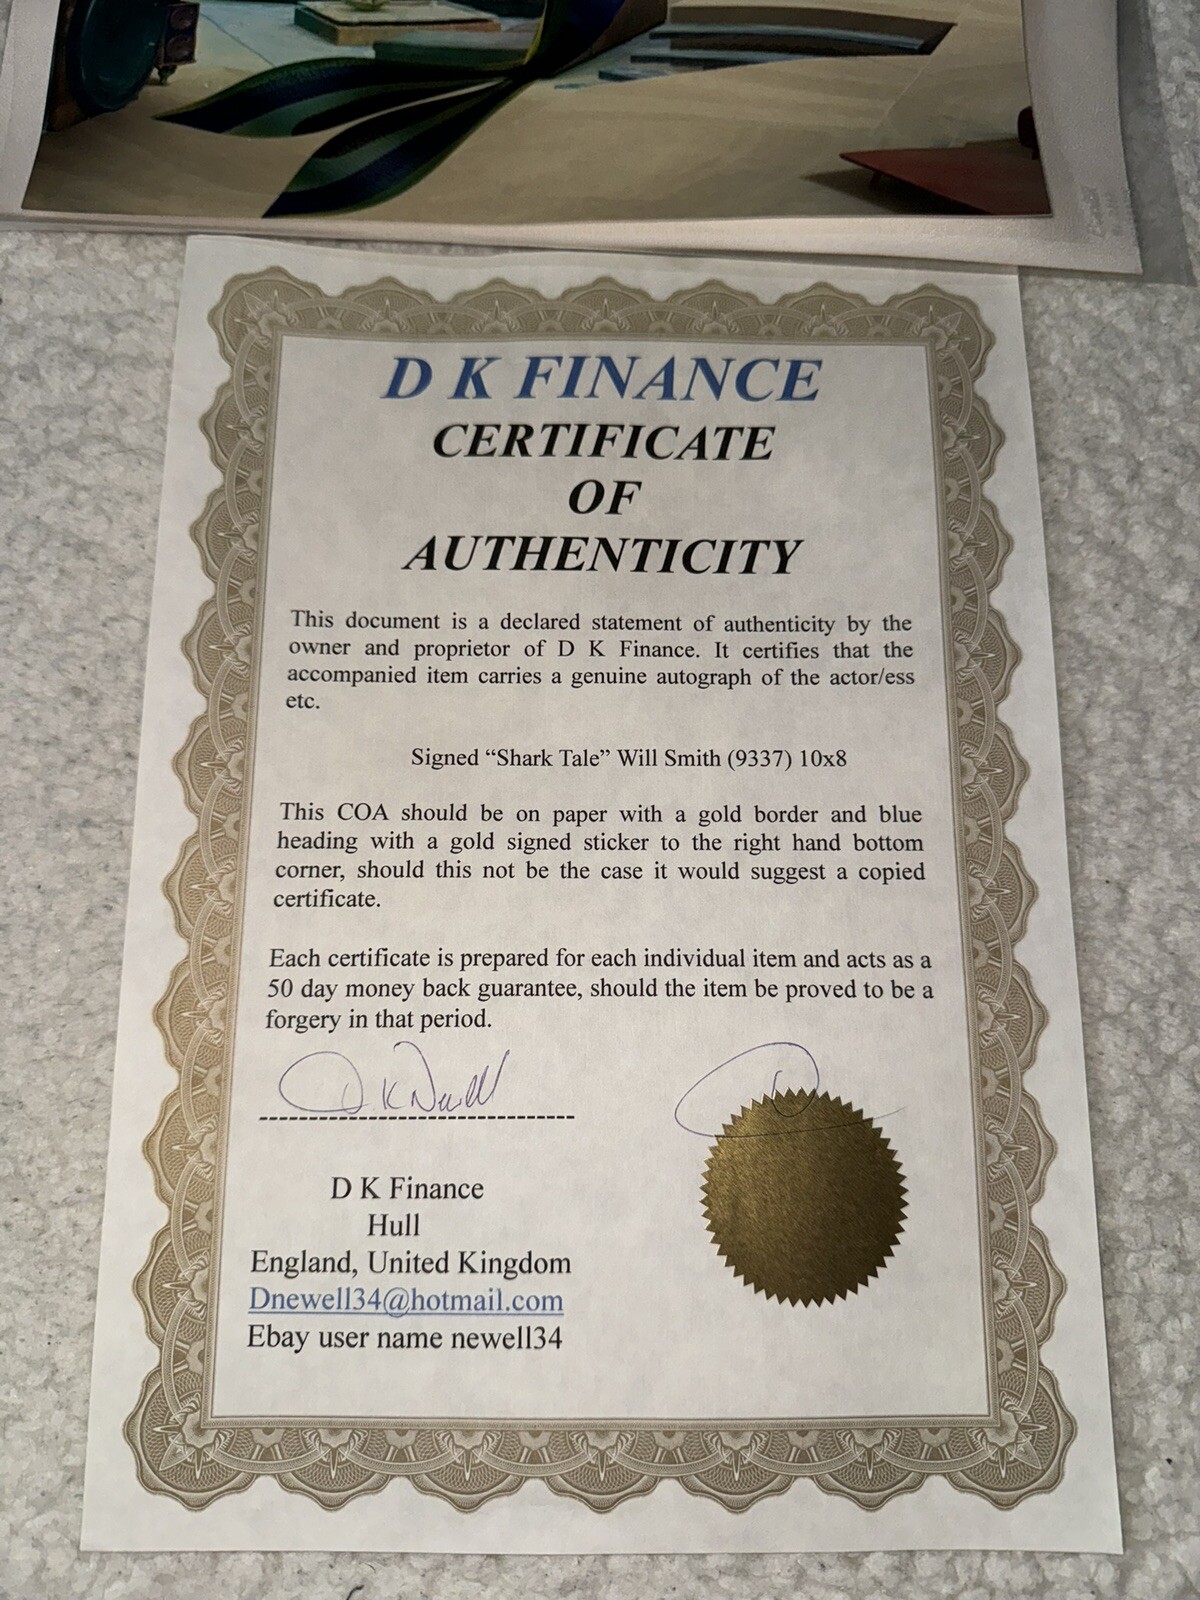 D K FINANCE
CERTIFICATE
OF
AUTHENTICITY
This document is a declared statement of authenticity by the
owner and proprietor of D K Finance. It certifies that the
accompanied item carries a genuine autograph of the actor/ess
etc.
Signed “Shark Tale” Will Smith (9337) 10x8
This COA should be on paper with a gold border and blue
heading with a gold signed sticker to the right hand bottom
corner, should this not be the case it would suggest a copied
certificate.
Each certificate is prepared for each individual item and acts as a
50 day money back guarantee, should the item be proved to be a
forgery in that period.
D K Newell
D K Finance
Hull
England, United Kingdom
Dnewell34@hotmail.com
Ebay user name newell34